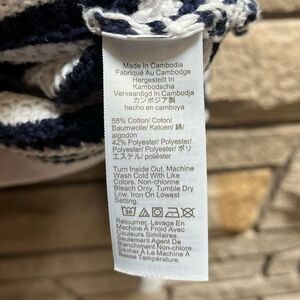 Made In Cambodia
Fabriqué Au Cambodge
Hergestellt In
Kambodscha
Vervaardigd In Cambodja
カンボジア製
hecho en camboya
58% Cotton/ Coton/
Baumwolle/ Katoen/ 綿/
algodon
42% Polyester/ Polyester/
Polyester/ Polyester/ ポリ
エステル/ poliéster
Turn Inside Out. Machine
Wash Cold With Like
Colors. Non-chlorine
Bleach Only. Tumble Dry
Low. Iron On Lowest
Setting.
Retourner. Lavage En
Machine À Froid Avec
Couleurs Similaires.
Seulement Agent De
Blanchiment Non-chloré.
Sécher À La Machine À
Basse Température.